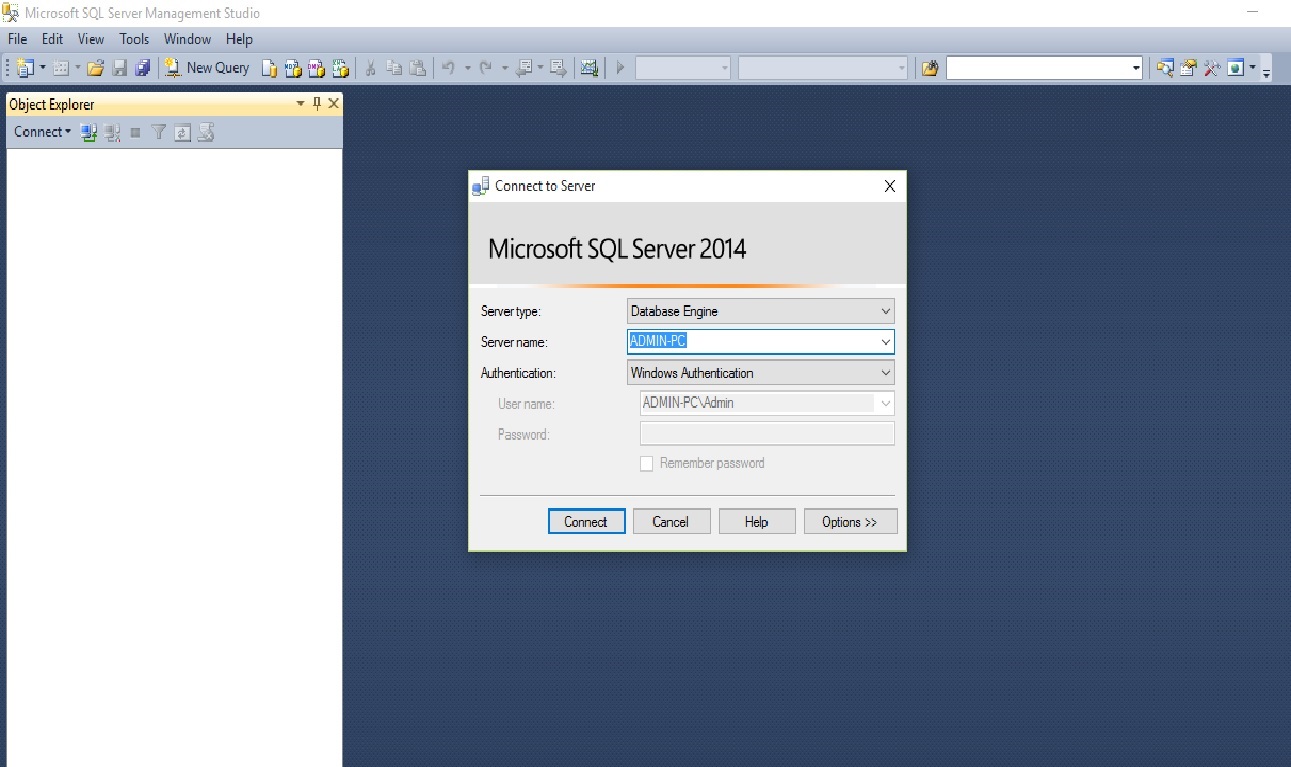 Microsoft SQL Server Management Studio
File Edit View Tools Window Help
New Query
Object Explorer
Connect
Connect to Server
Microsoft SQL Server 2014
Server type: Database Engine
Server name: ADMIN-PC
Authentication: Windows Authentication
User name: ADMIN-PC\Admin
Password:
Remember password
Connect Cancel Help Options >>